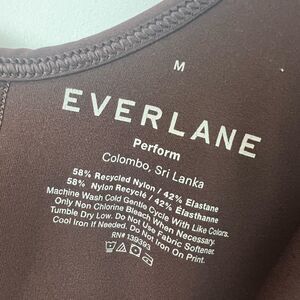 M
EVERLANE
Perform
Colombo, Sri Lanka
58% Recycled Nylon / 42% Elastane
58% Nylon Recyclé / 42% Élasthanne
Machine Wash Cold Gentle Cycle With Like Colors.
Only Non Chlorine Bleach When Necessary.
Tumble Dry Low. Do Not Use Fabric Softener.
Cool Iron If Needed. Do Not Iron On Print.
RN# 139393